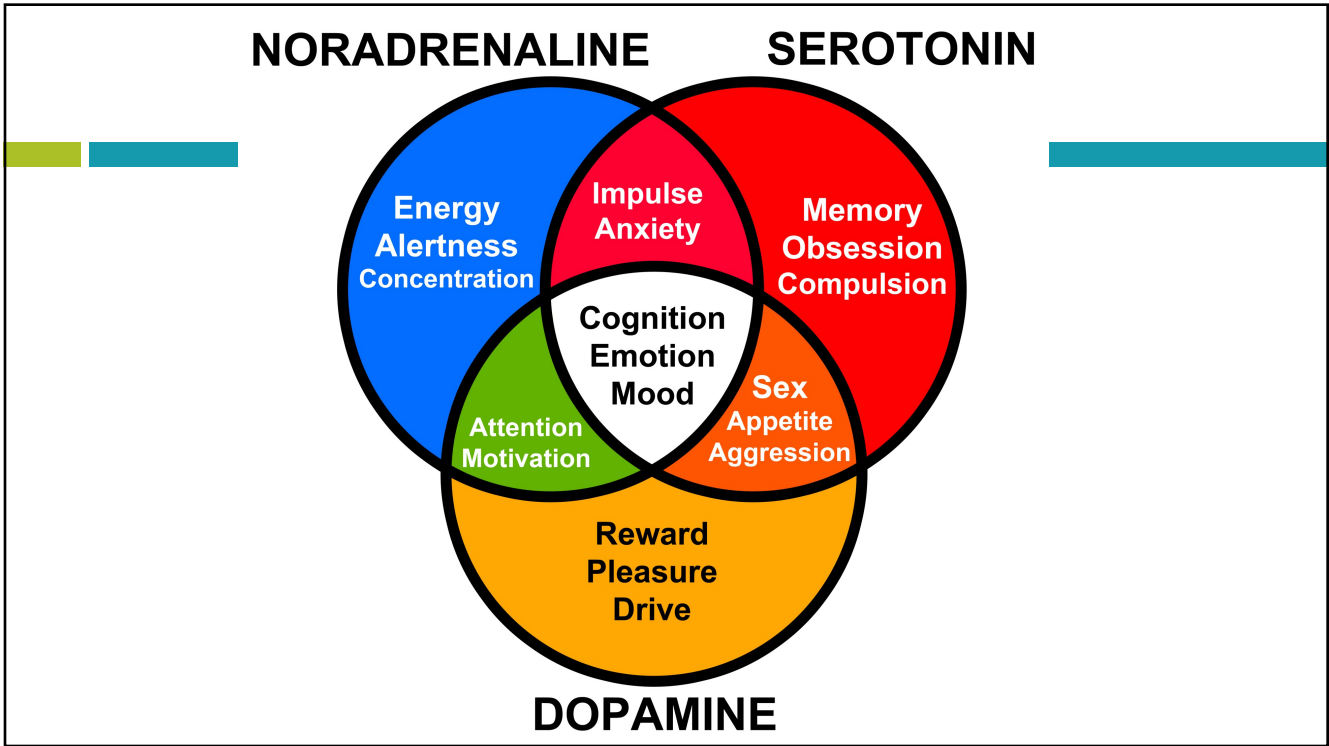 NORADRENALINE
SEROTONIN
Energy
Alertness
Concentration
Impulse
Anxiety
Memory
Obsession
Compulsion
Cognition
Emotion
Mood
Attention
Motivation
Sex
Appetite
Aggression
Reward
Pleasure
Drive
DOPAMINE